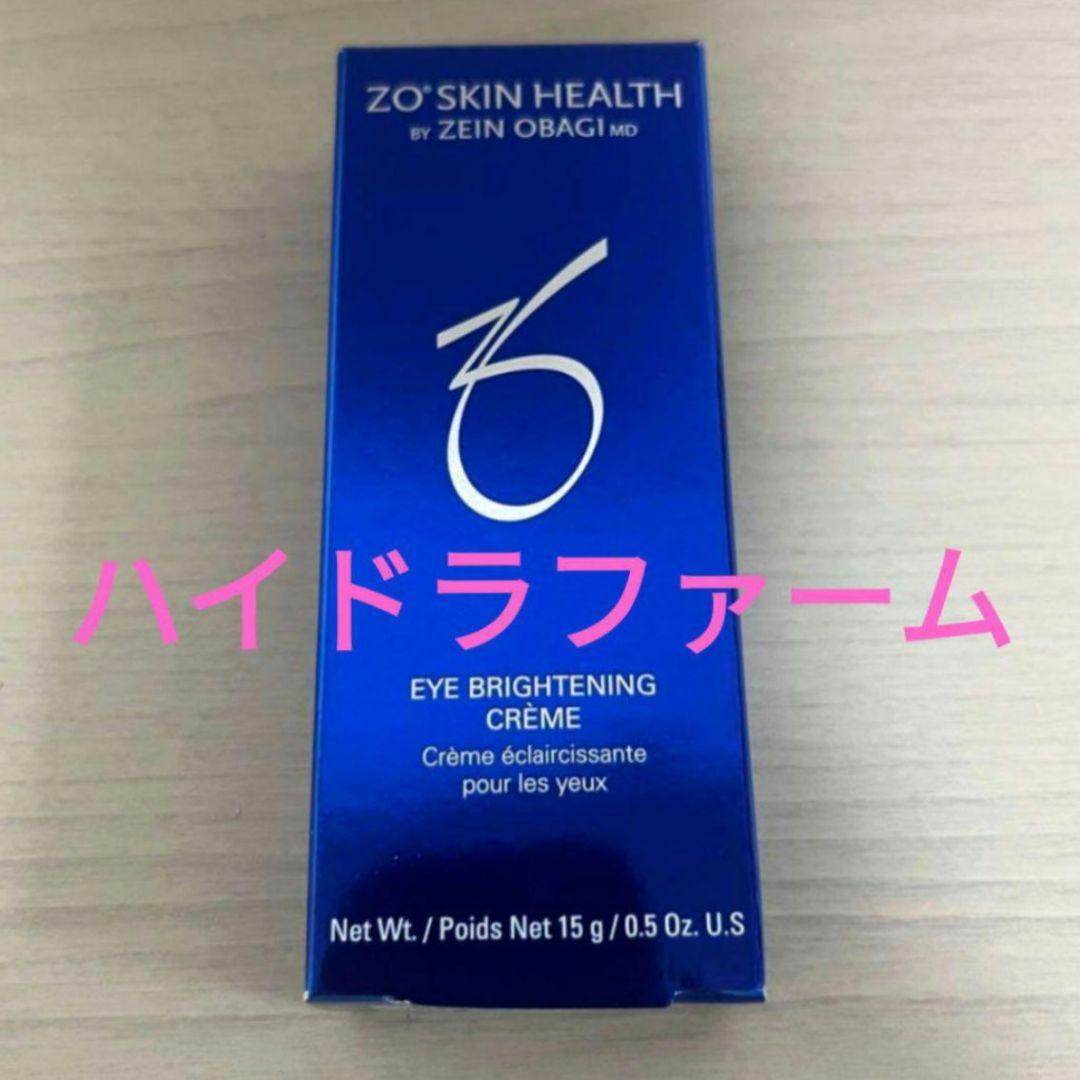 ZO® SKIN HEALTH
BY ZEIN OBAGI MD
ハイドラファーム
EYE BRIGHTENING
CRÈME
Crème éclaircissante
pour les yeux
Net Wt. / Poids Net 15 g / 0.5 Oz. U.S